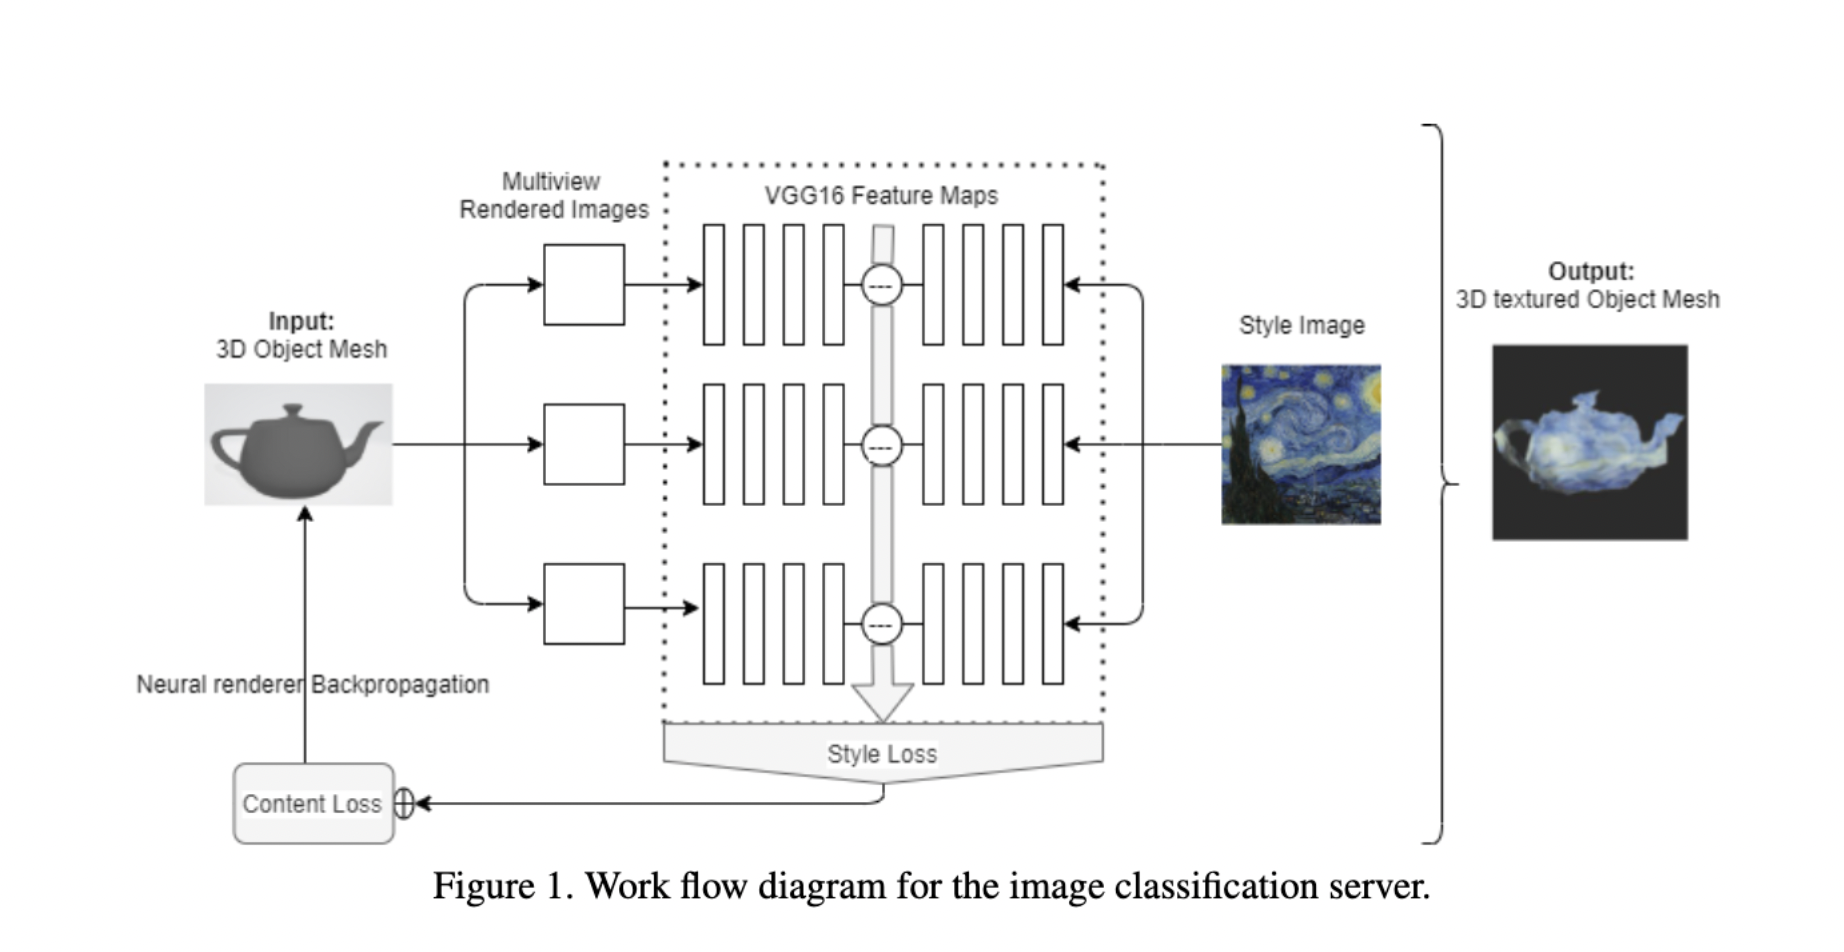 Multiview
Rendered Images
VGG16 Feature Maps
Input:
3D Object Mesh
Style Image
Output:
3D textured Object Mesh
Neural renderer Backpropagation
Style Loss
Content Loss
Figure 1. Work flow diagram for the image classification server.